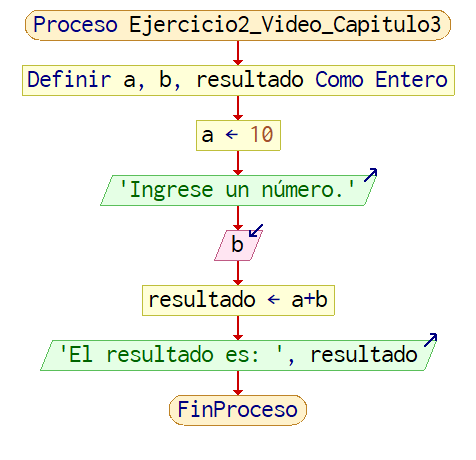 Proceso Ejercicio2_Video_Capitulo3
Definir a, b, resultado Como Entero
a ← 10
'Ingrese un número.'
b
resultado ← a+b
'El resultado es: ', resultado
FinProceso